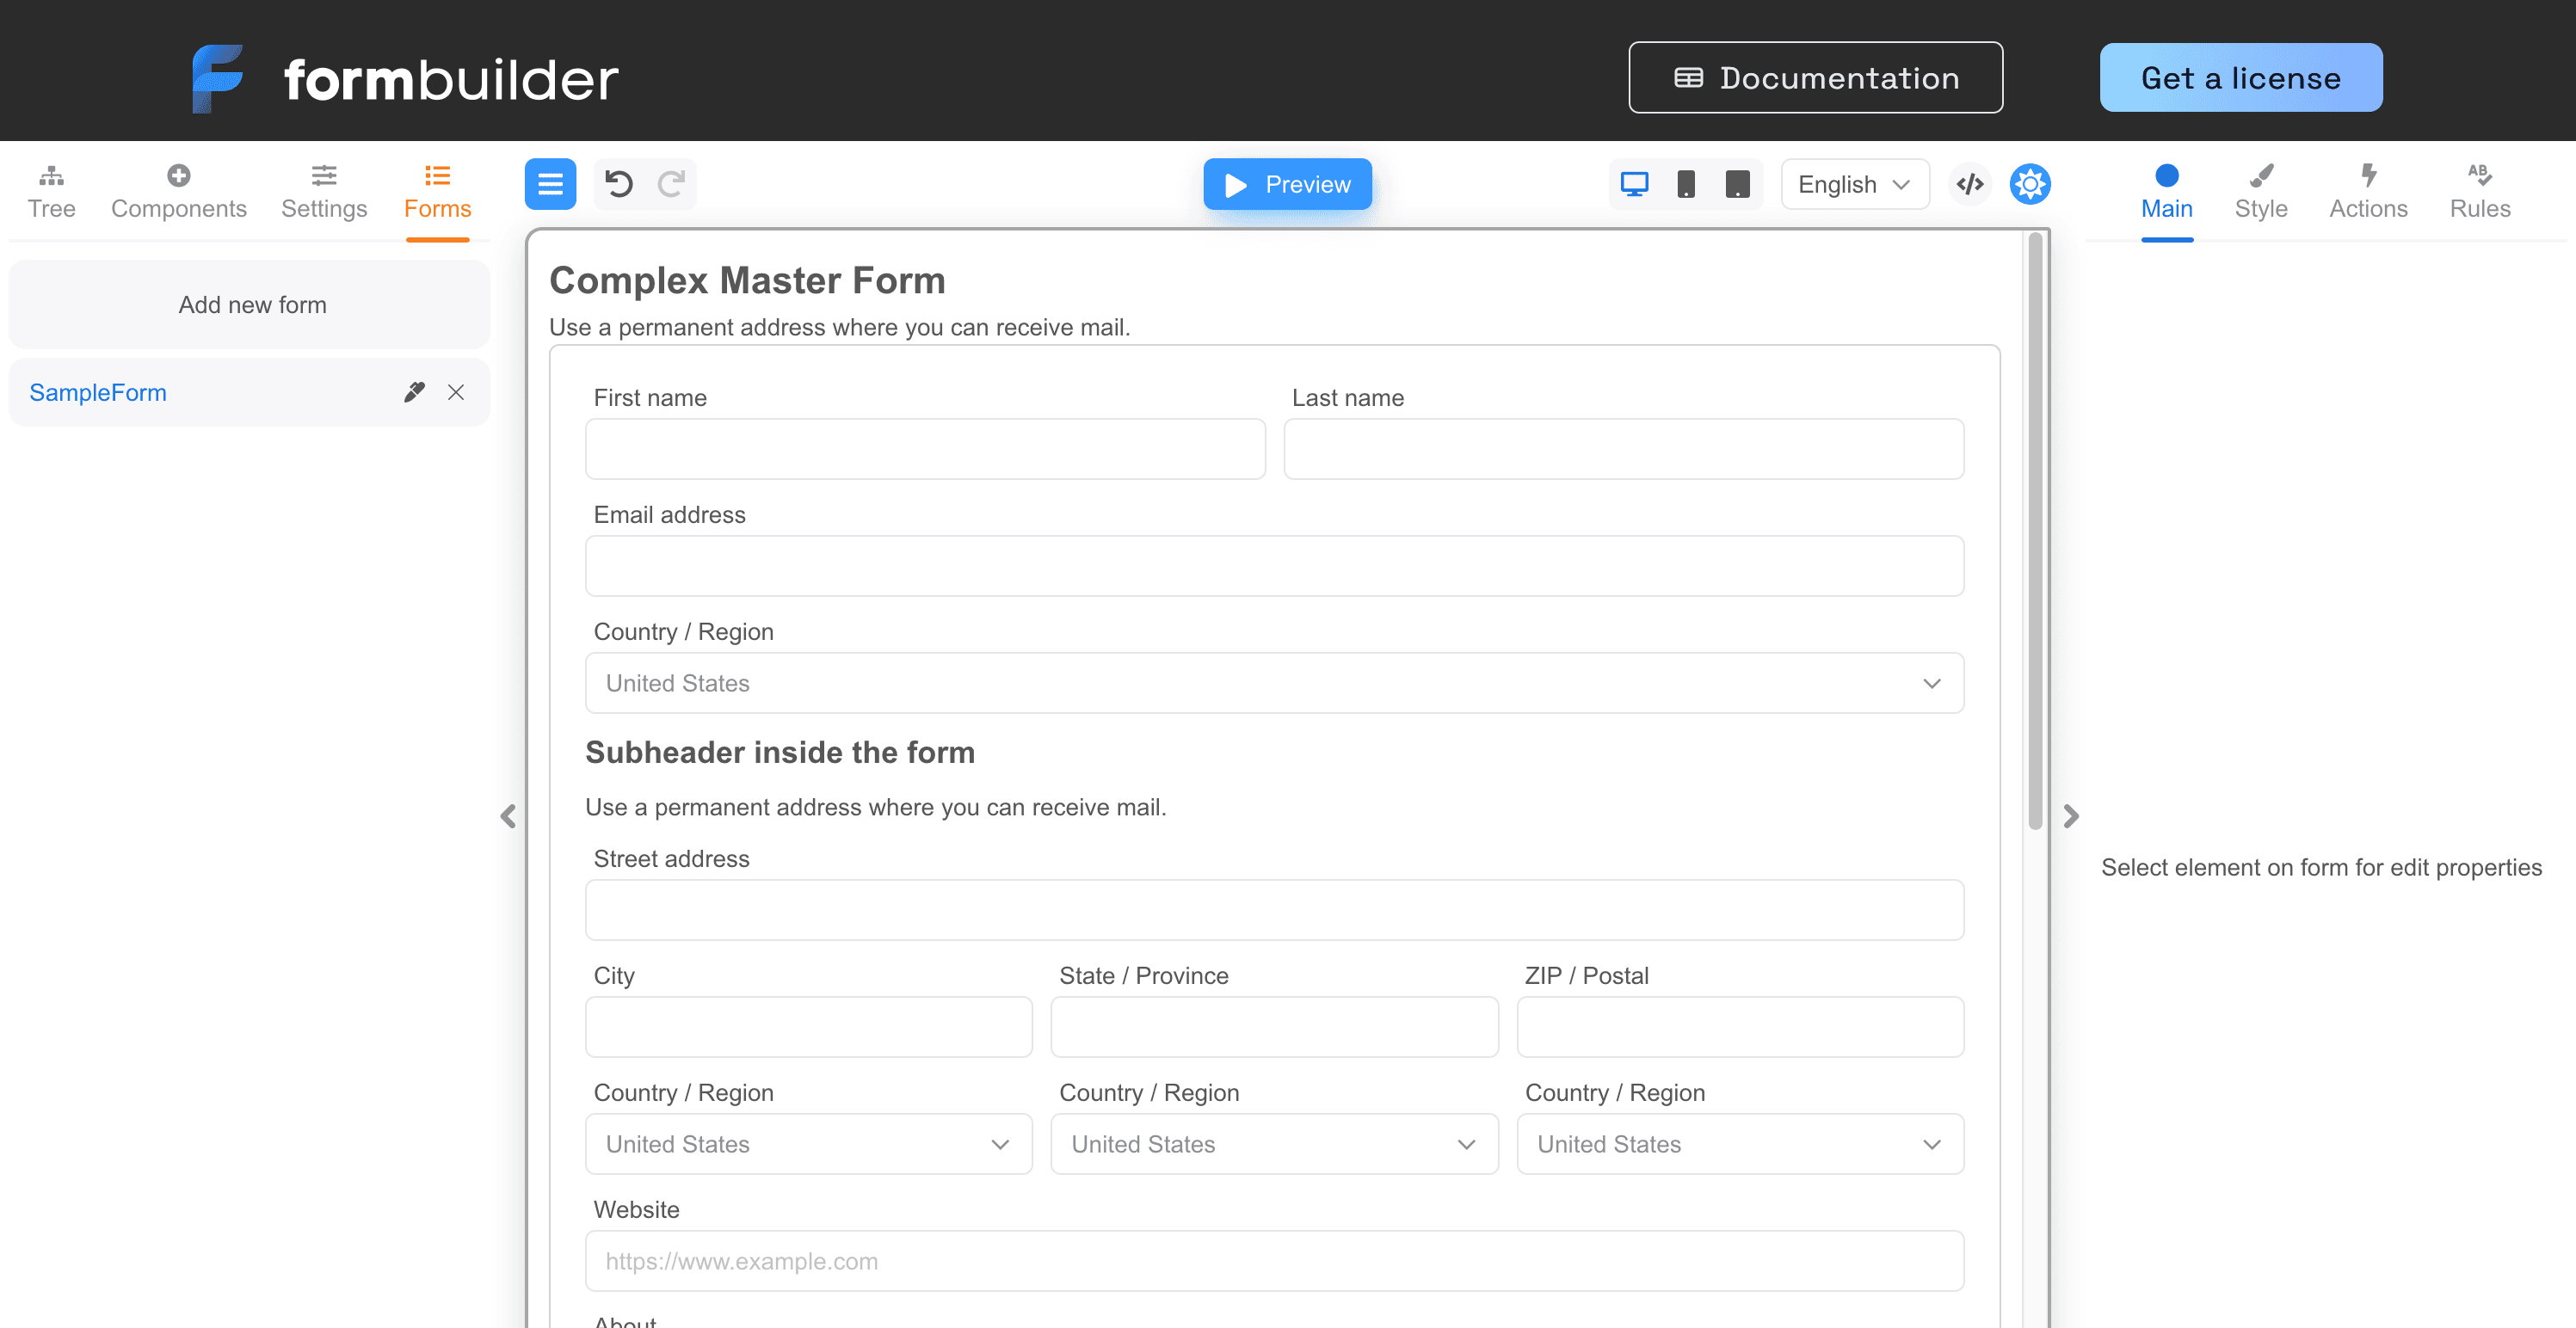 formbuilder
Documentation
Get a license
Tree Components Settings Forms
Preview
English
Main Style Actions Rules
Add new form
SampleForm
Complex Master Form
Use a permanent address where you can receive mail.
First name Last name
Email address
Country / Region
United States
Subheader inside the form
Use a permanent address where you can receive mail.
Street address
City State / Province ZIP / Postal
Country / Region Country / Region Country / Region
United States United States United States
Website
https://www.example.com
About
Select element on form for edit properties